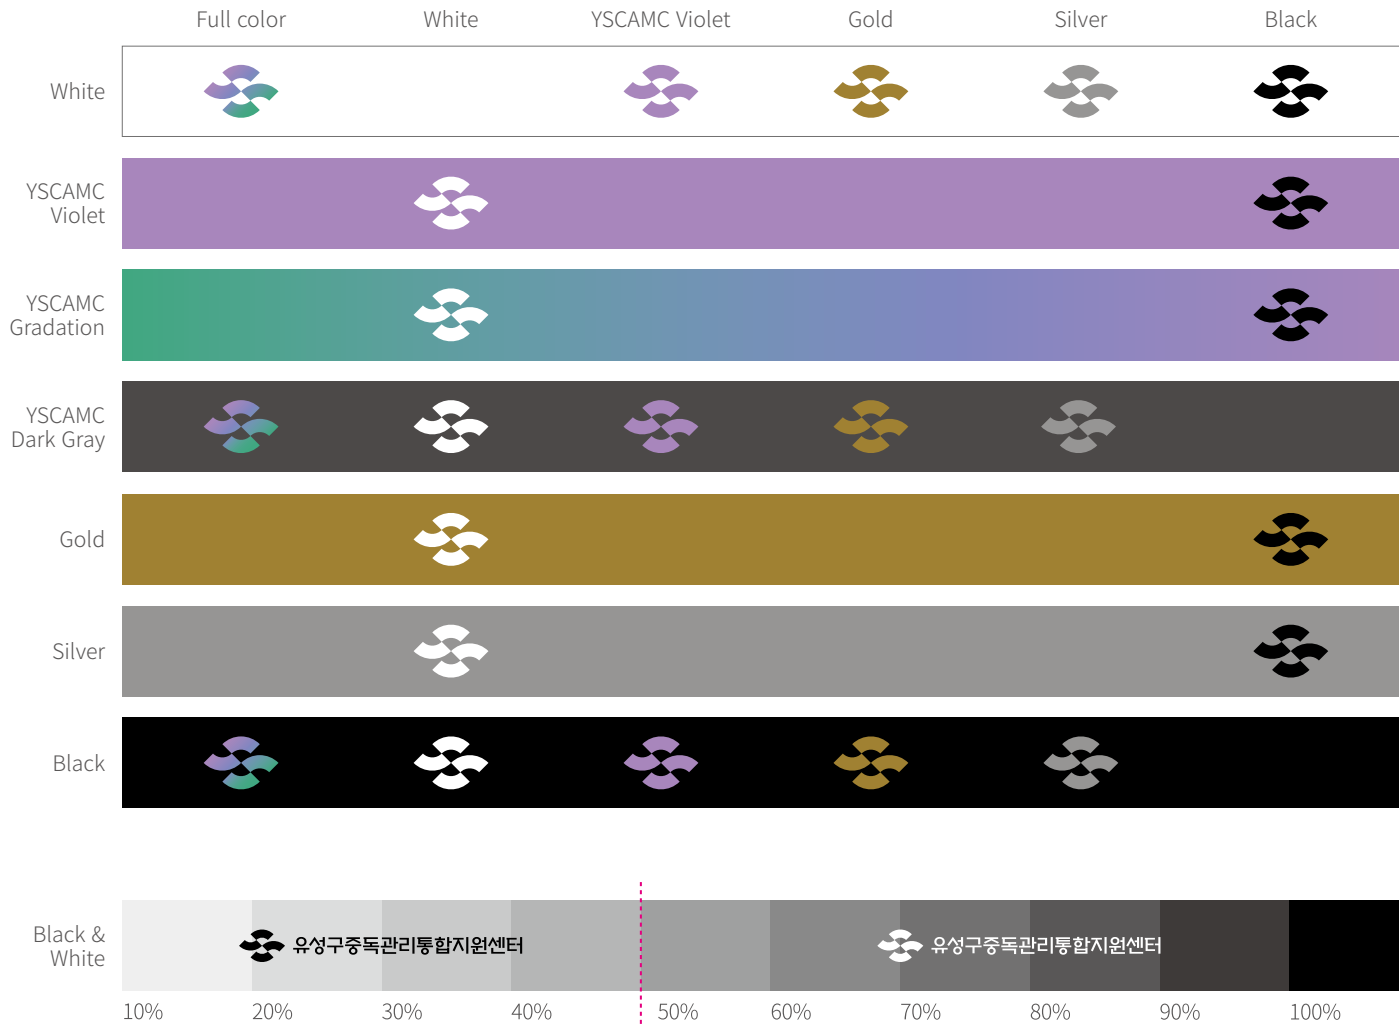 Full color White YSCAMC Violet Gold Silver Black
White
YSCAMC
Violet
YSCAMC
Gradation
YSCAMC
Dark Gray
Gold
Silver
Black
Black &
White
유성구중독관리통합지원센터 유성구중독관리통합지원센터
10% 20% 30% 40% 50% 60% 70% 80% 90% 100%